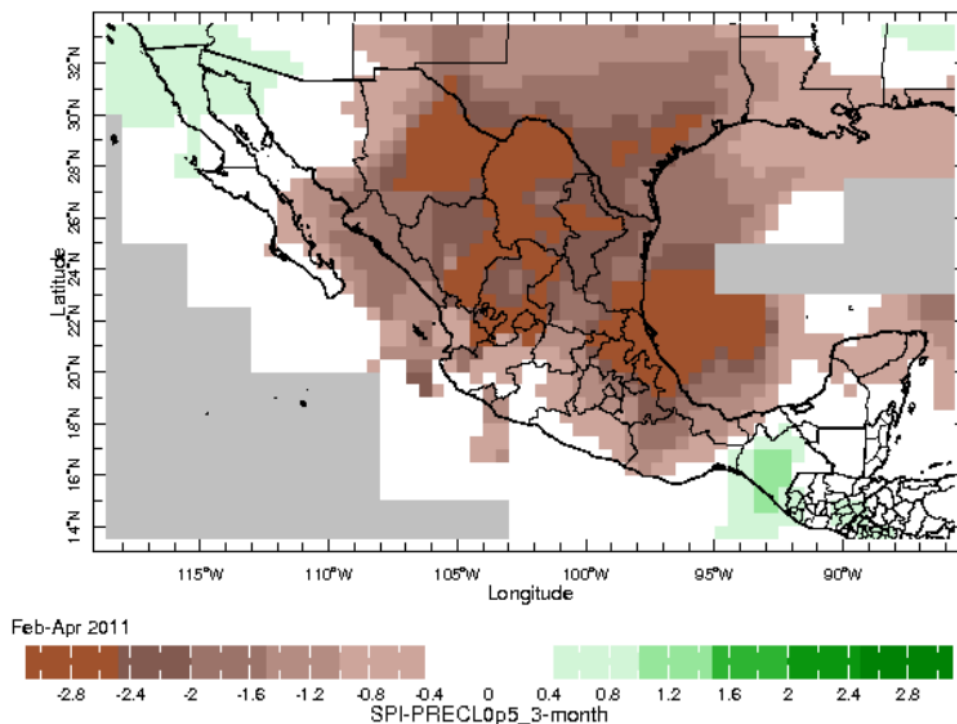 32°N
30°N
28°N
26°N
24°N
22°N
20°N
18°N
16°N
14°N
Latitude
115°W 110°W 105°W 100°W 95°W 90°W
Longitude
Feb-Apr 2011
-2.8 -2.4 -2 -1.6 -1.2 -0.8 -0.4 0 0.4 0.8 1.2 1.6 2 2.4 2.8
SPI-PRECL0p5_3-month